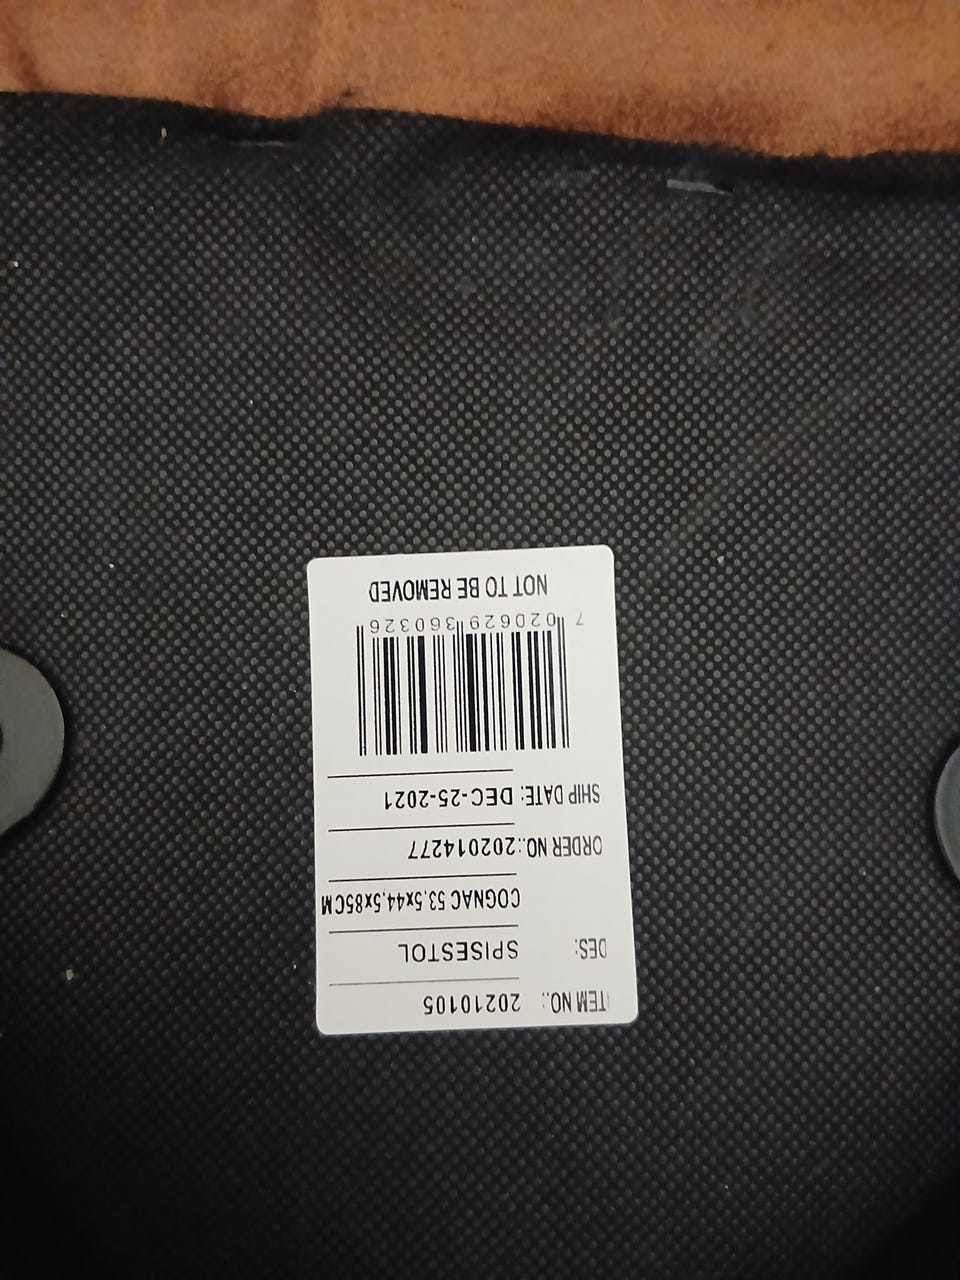 ITEM NO.: 20210105
DES: SPISESTOL
COGNAC 53,5x44,5x85CM
ORDER NO.:202014277
SHIP DATE: DEC-25-2021
7 020629 360326
NOT TO BE REMOVED